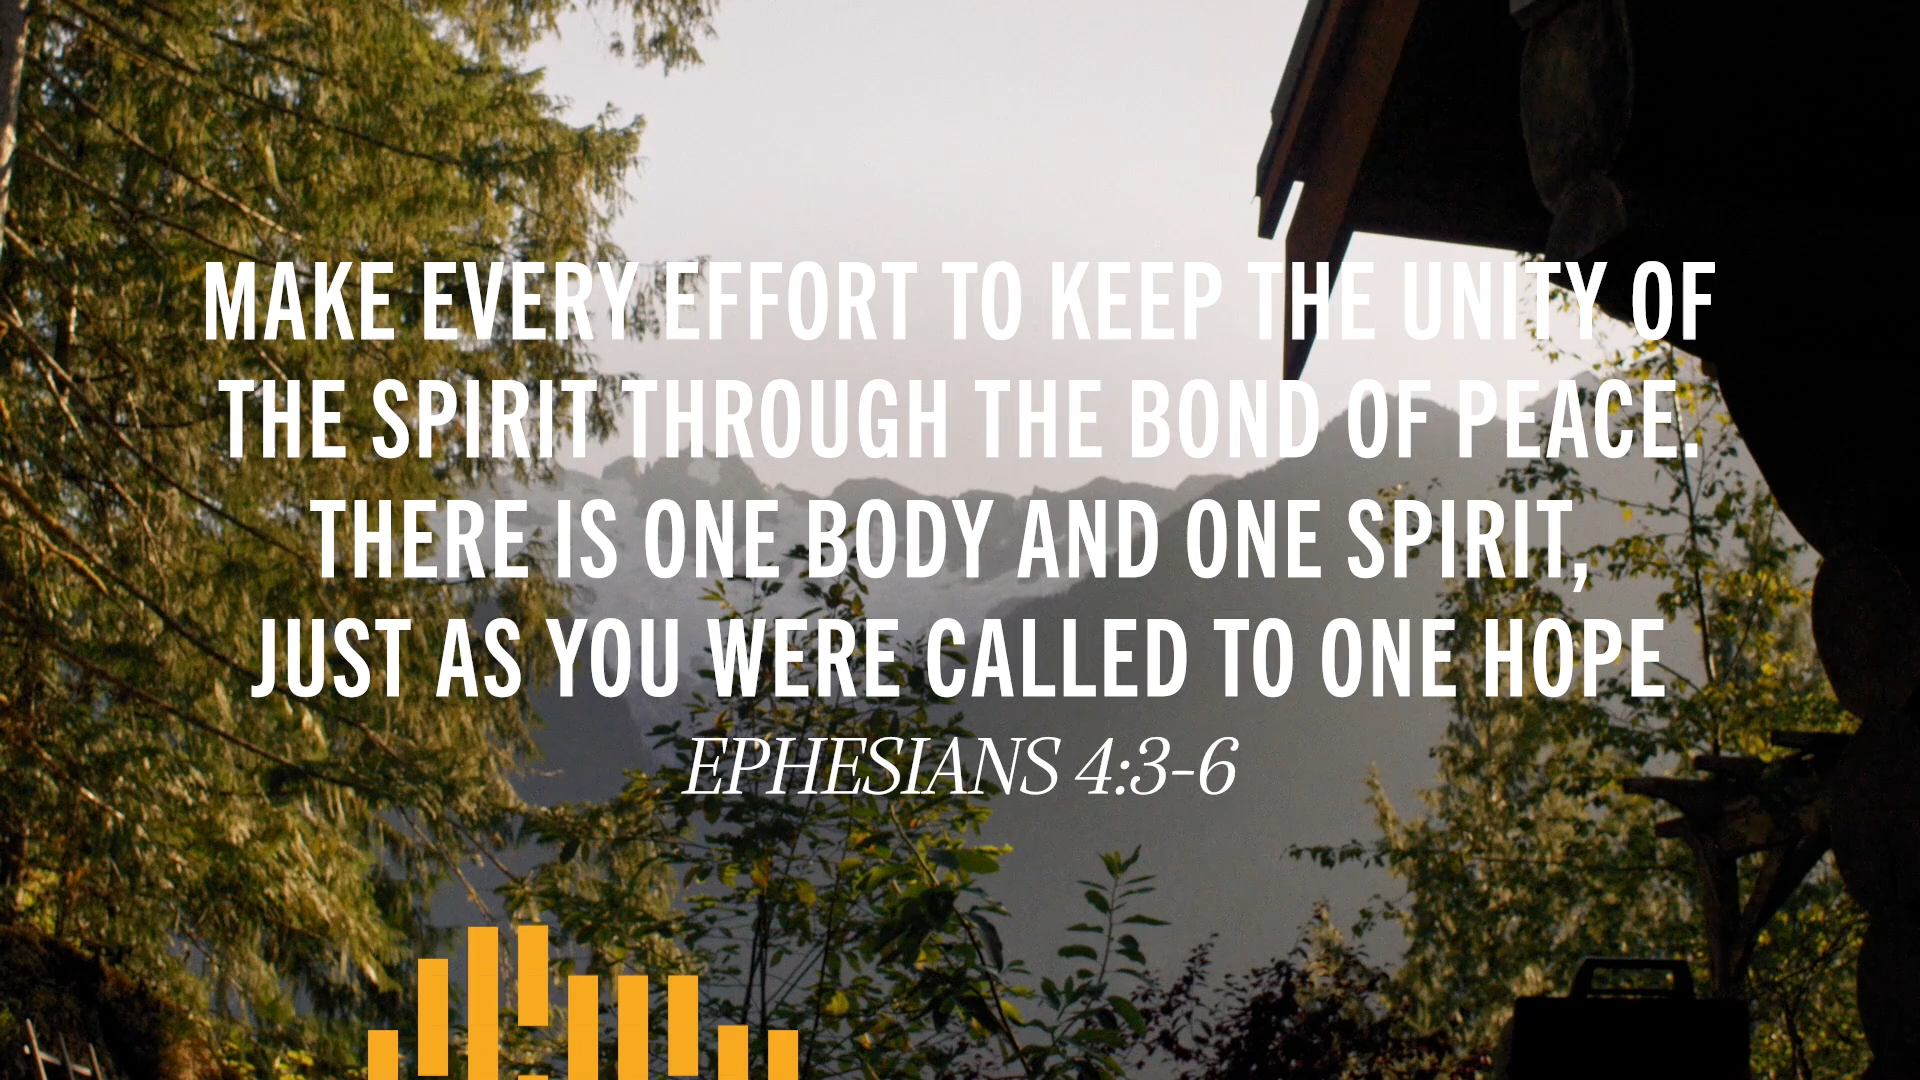 MAKE EVERY EFFORT TO KEEP THE UNITY OF
THE SPIRIT THROUGH THE BOND OF PEACE.
THERE IS ONE BODY AND ONE SPIRIT,
JUST AS YOU WERE CALLED TO ONE HOPE
EPHESIANS 4:3-6